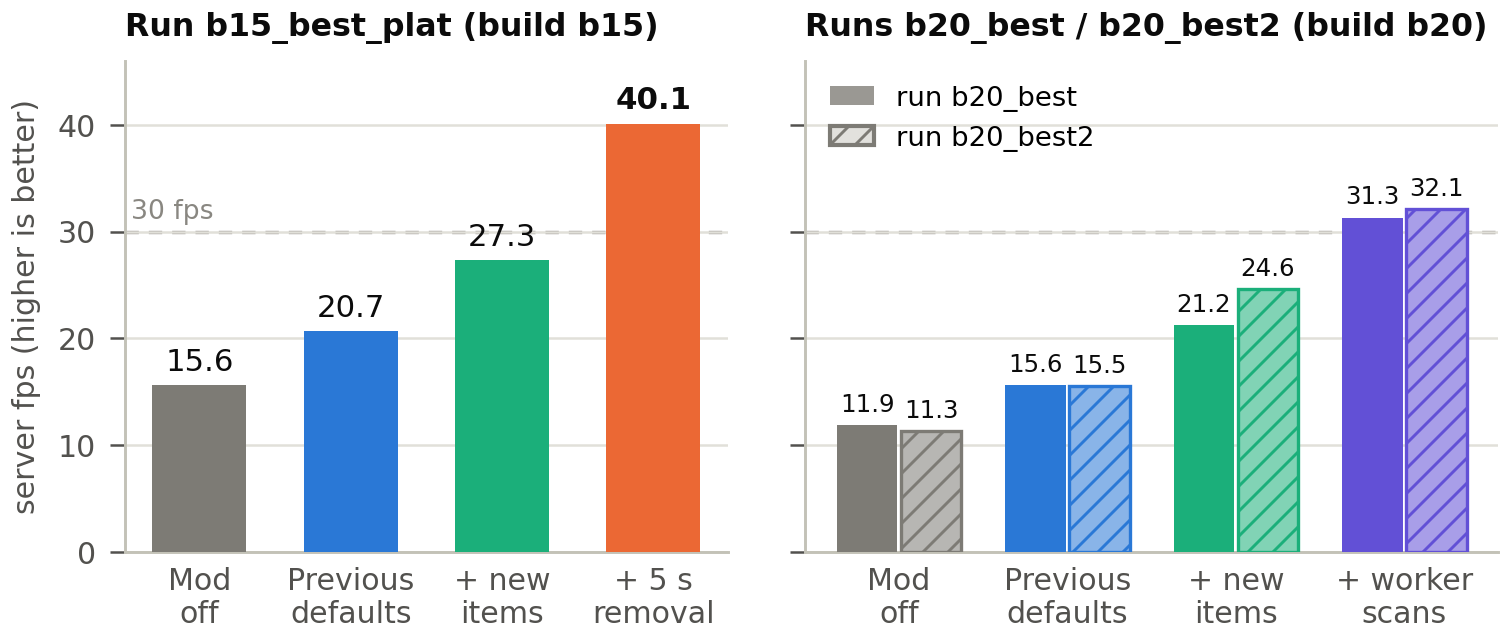 Run b15_best_plat (build b15)
server fps (higher is better)
40
30
20
10
0
30 fps
15.6
20.7
27.3
40.1
Mod
off
Previous
defaults
+ new
items
+ 5 s
removal
Runs b20_best / b20_best2 (build b20)
run b20_best
run b20_best2
11.9
11.3
15.6
15.5
21.2
24.6
31.3
32.1
Mod
off
Previous
defaults
+ new
items
+ worker
scans